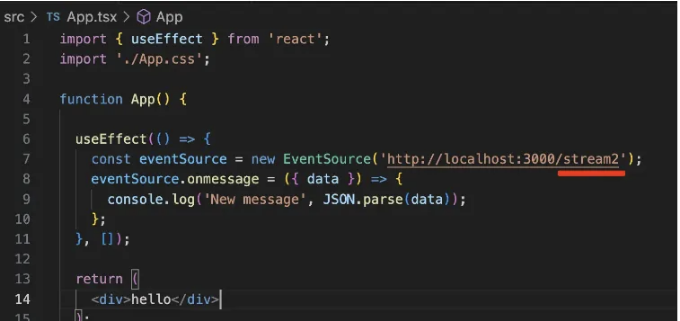 src > TS App.tsx > App
1 import { useEffect } from 'react';
2 import './App.css';
3
4 function App() {
5
6 useEffect(() => {
7 const eventSource = new EventSource('http://localhost:3000/stream2');
8 eventSource.onmessage = ({ data }) => {
9 console.log('New message', JSON.parse(data));
10 };
11 }, []);
12
13 return (
14 <div>hello</div>
15 );